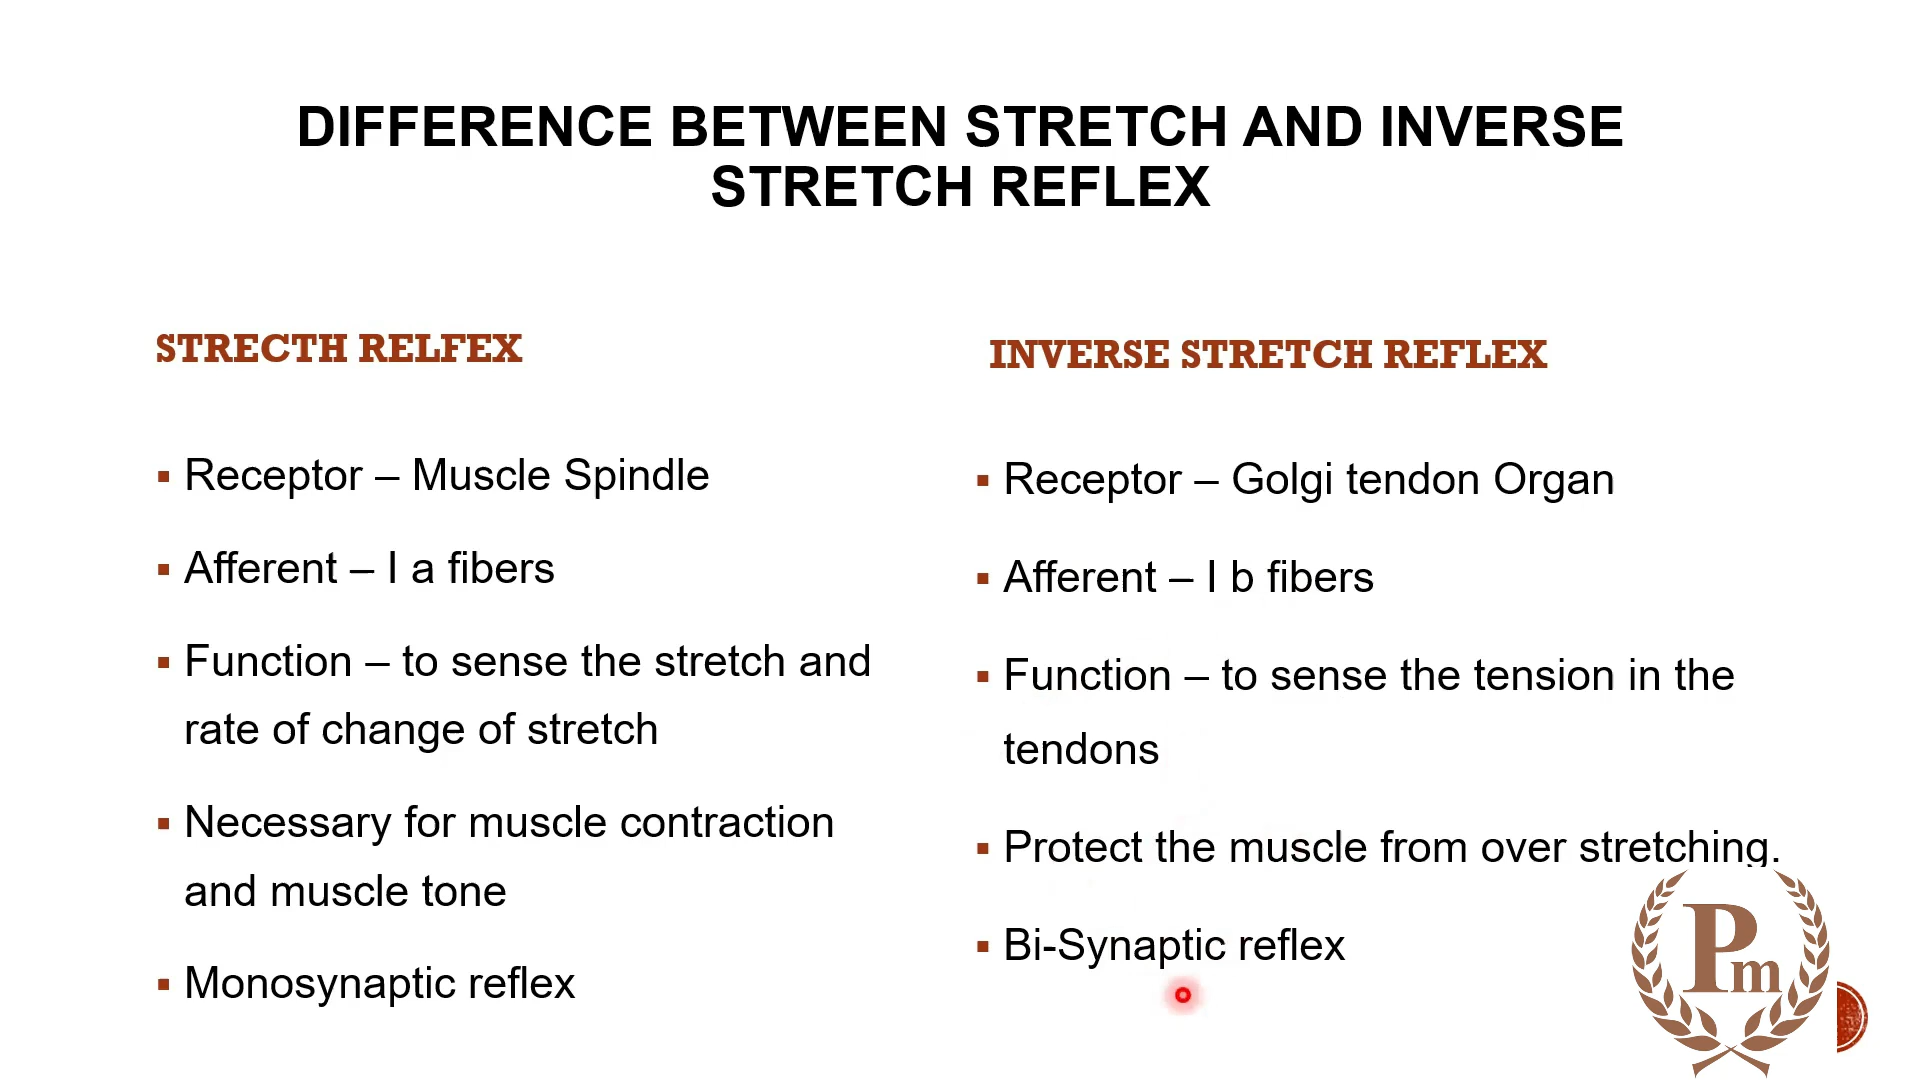 DIFFERENCE BETWEEN STRETCH AND INVERSE
STRETCH REFLEX
STRECTH RELFEX
▪ Receptor – Muscle Spindle
▪ Afferent – I a fibers
▪ Function – to sense the stretch and
rate of change of stretch
▪ Necessary for muscle contraction
and muscle tone
▪ Monosynaptic reflex
INVERSE STRETCH REFLEX
▪ Receptor – Golgi tendon Organ
▪ Afferent – I b fibers
▪ Function – to sense the tension in the
tendons
▪ Protect the muscle from over stretching.
▪ Bi-Synaptic reflex
Pm